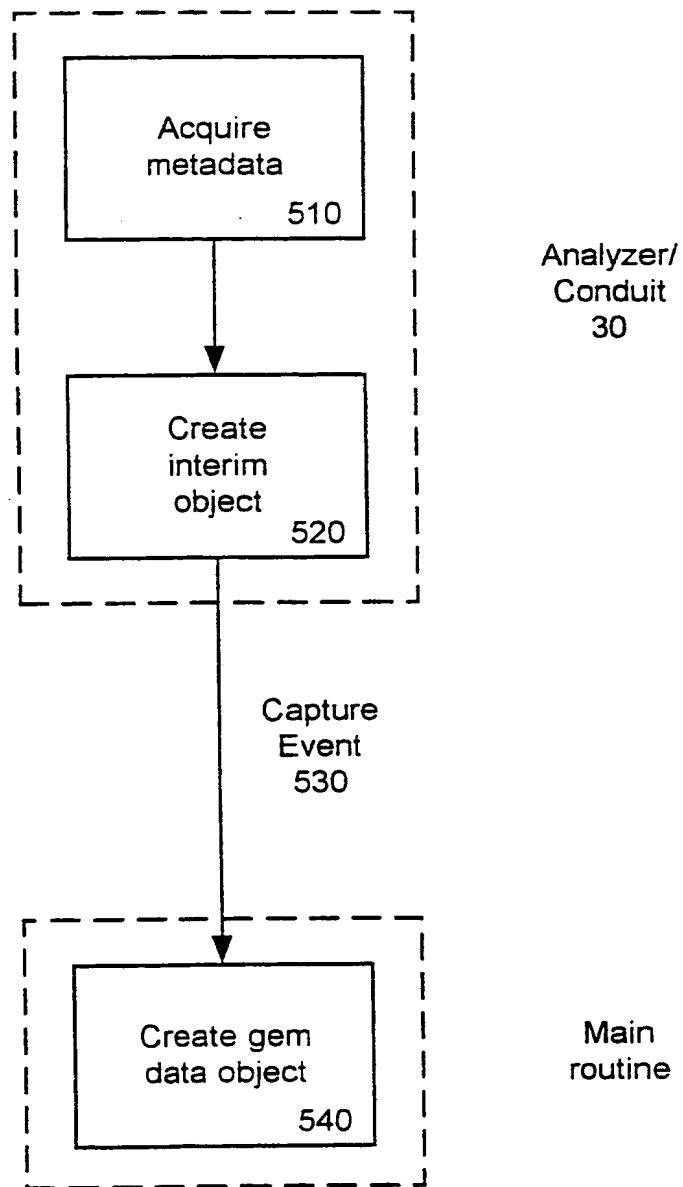 Acquire
metadata
510
Analyzer/
Conduit
30
Create
interim
object
520
Capture
Event
530
Create gem
data object
540
Main
routine